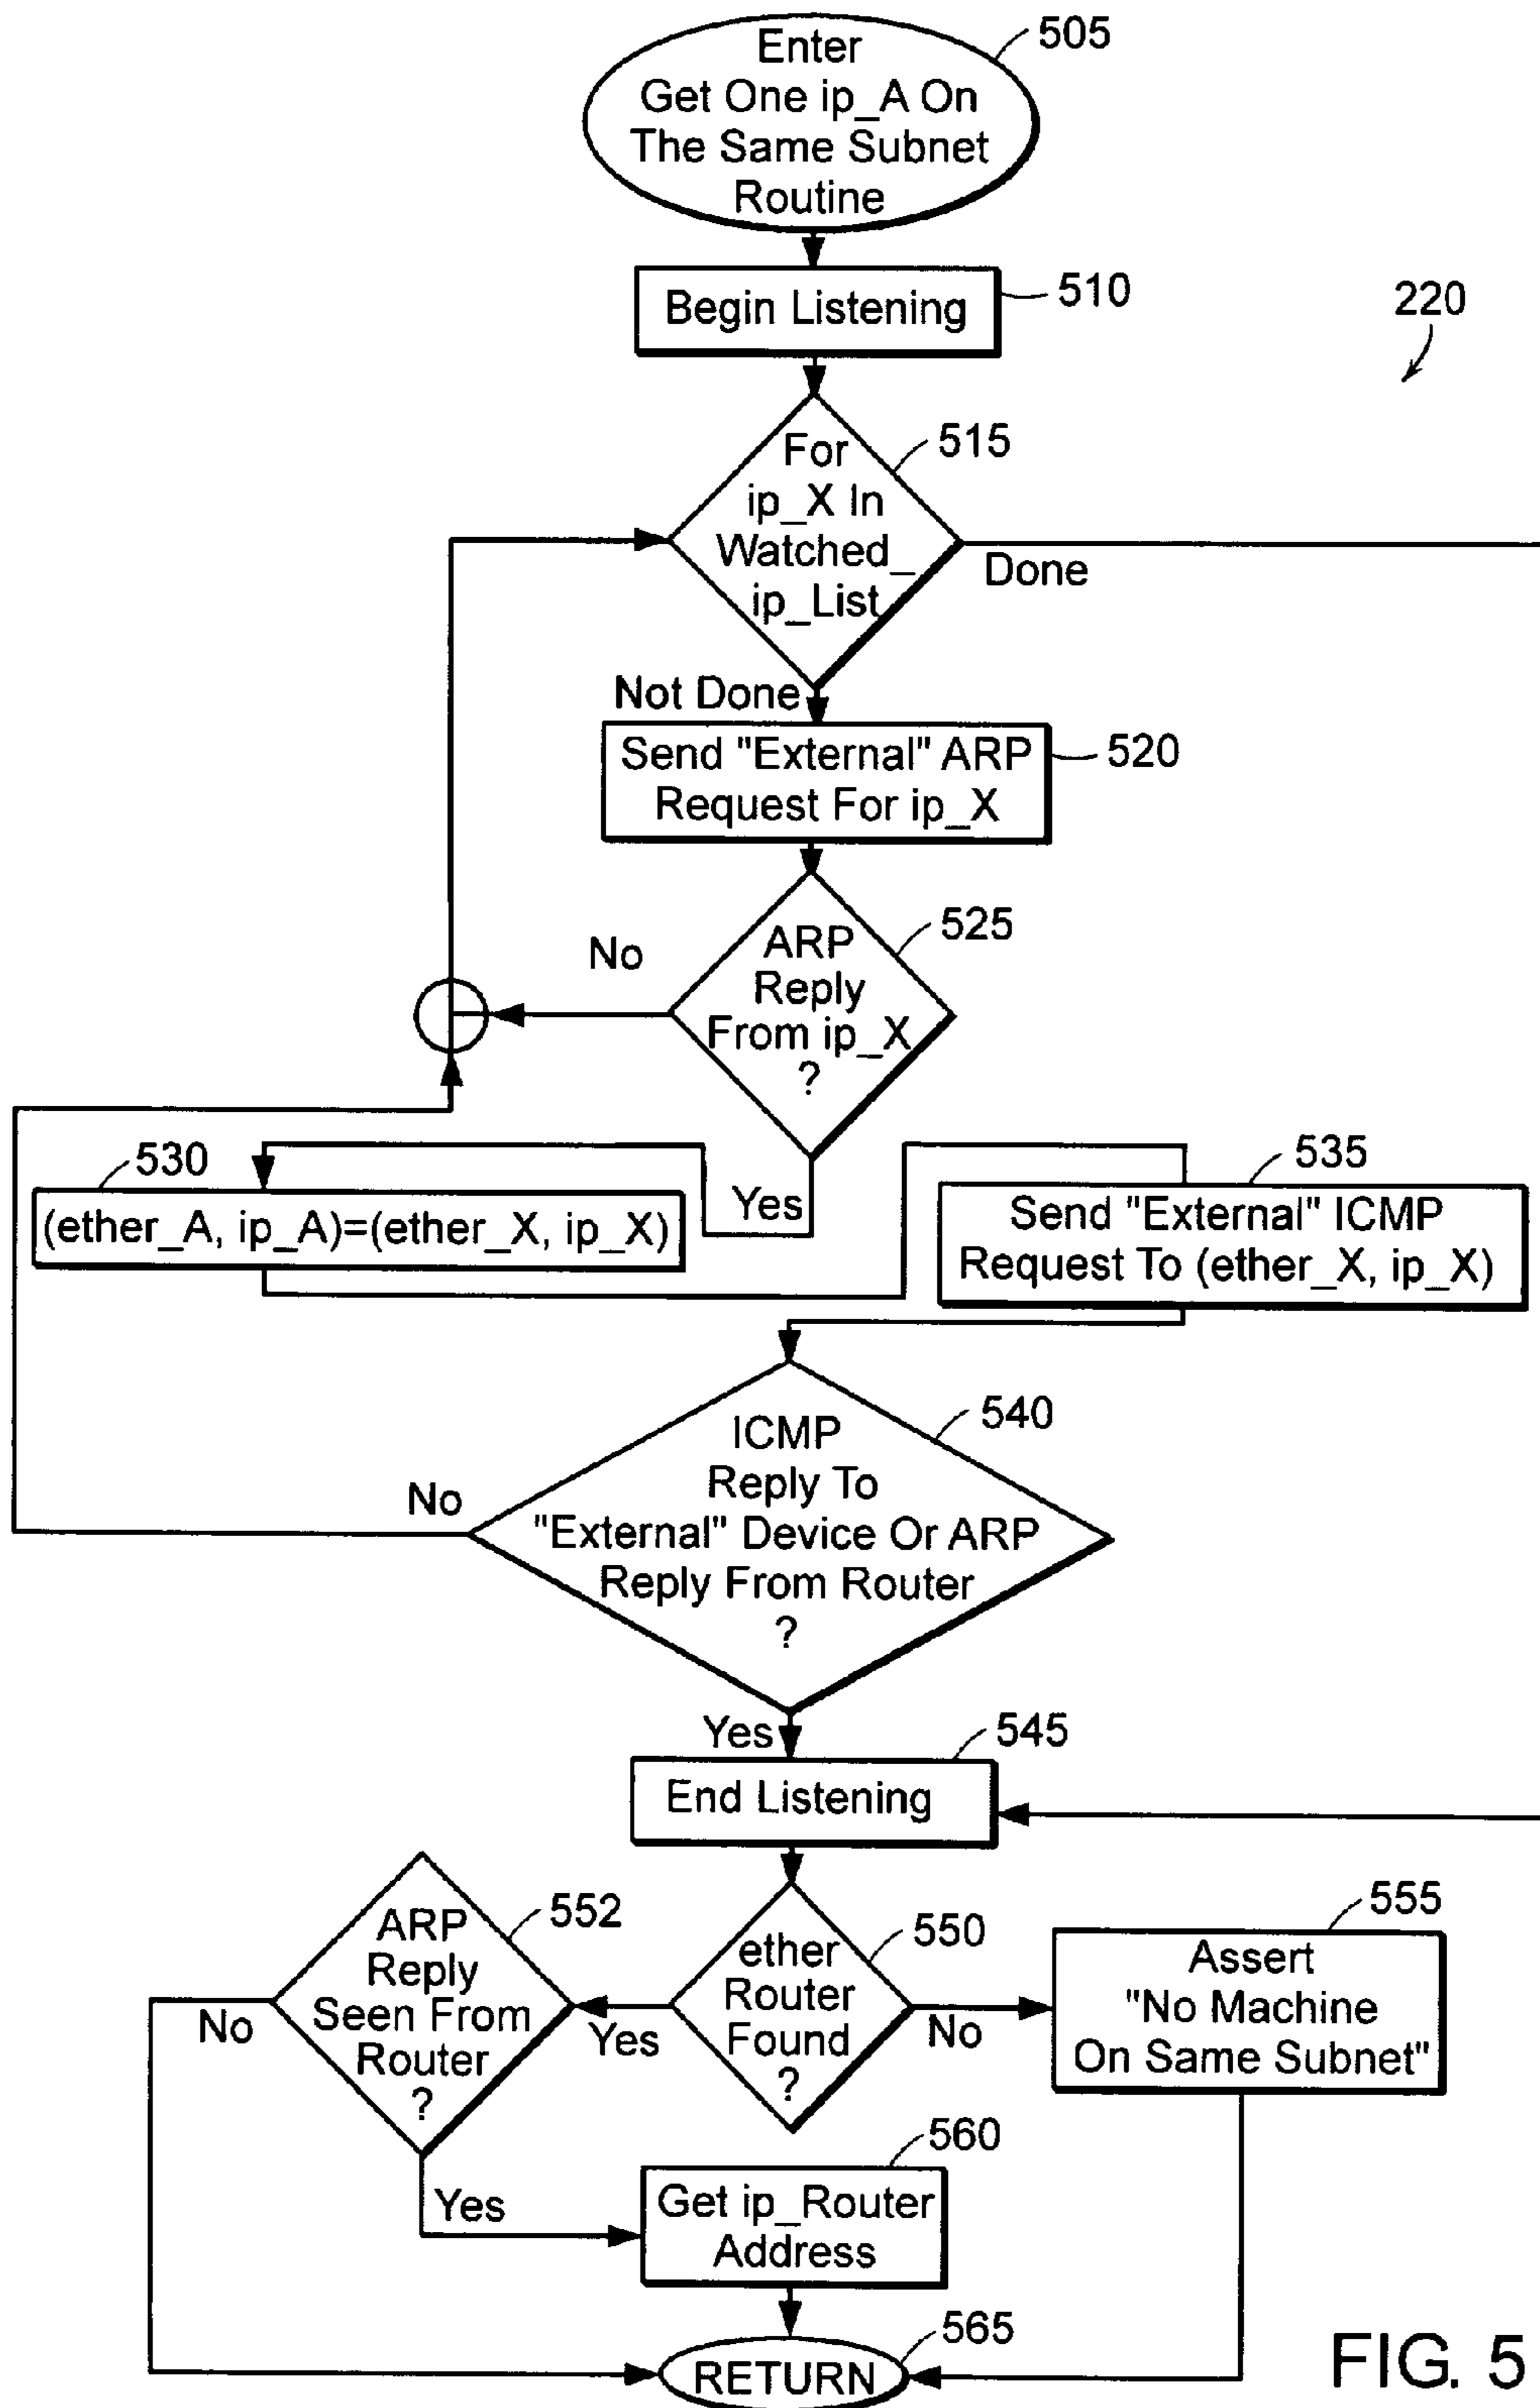 Enter
Get One ip_A On
The Same Subnet
Routine
505
Begin Listening
510
220
For
ip_X In
Watched_
ip_List
515
Done
Not Done
Send "External" ARP
Request For ip_X
520
ARP
Reply
From ip_X
?
525
No
Yes
530
(ether_A, ip_A)=(ether_X, ip_X)
535
Send "External" ICMP
Request To (ether_X, ip_X)
ICMP
Reply To
"External" Device Or ARP
Reply From Router
?
540
No
Yes
545
End Listening
ether
Router
Found
?
550
Yes
No
ARP
Reply
Seen From
Router
?
552
No
Yes
555
Assert
"No Machine
On Same Subnet"
560
Get ip_Router
Address
565
RETURN
FIG. 5